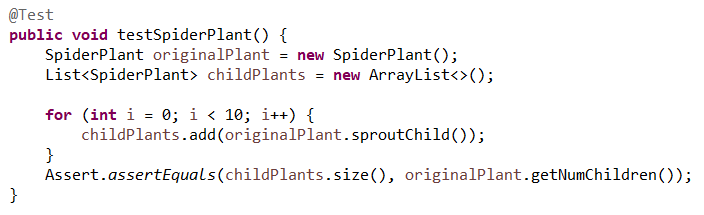 @Test
public void testSpiderPlant() {
    SpiderPlant originalPlant = new SpiderPlant();
    List<SpiderPlant> childPlants = new ArrayList<>();

    for (int i = 0; i < 10; i++) {
        childPlants.add(originalPlant.sproutChild());
    }
    Assert.assertEquals(childPlants.size(), originalPlant.getNumChildren());
}